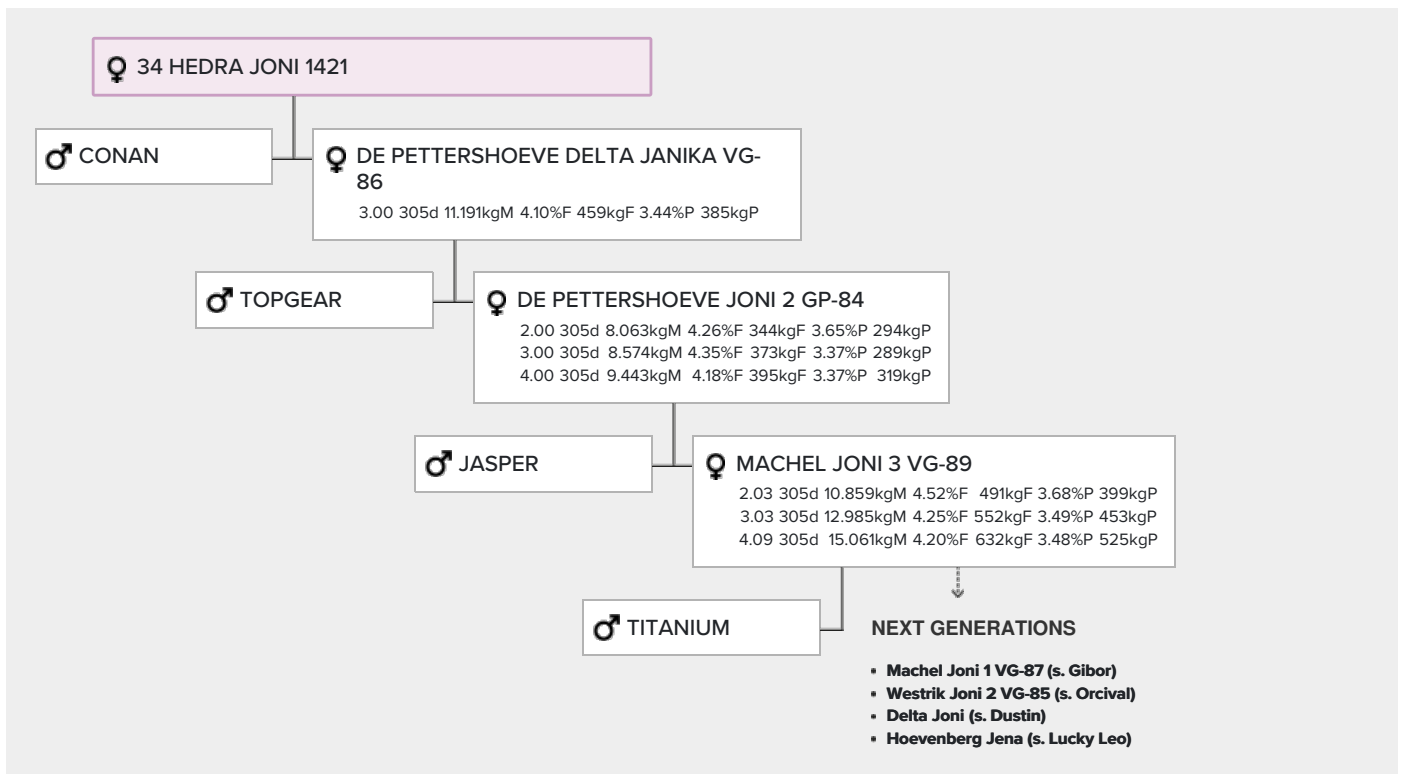 34 HEDRA JONI 1421
CONAN
DE PETTERSHOEVE DELTA JANIKA VG-
86
3.00 305d 11.191kgM 4.10%F 459kgF 3.44%P 385kgP
TOPGEAR
DE PETTERSHOEVE JONI 2 GP-84
2.00 305d 8.063kgM 4.26%F 344kgF 3.65%P 294kgP
3.00 305d 8.574kgM 4.35%F 373kgF 3.37%P 289kgP
4.00 305d 9.443kgM 4.18%F 395kgF 3.37%P 319kgP
JASPER
MACHEL JONI 3 VG-89
2.03 305d 10.859kgM 4.52%F 491kgF 3.68%P 399kgP
3.03 305d 12.985kgM 4.25%F 552kgF 3.49%P 453kgP
4.09 305d 15.061kgM 4.20%F 632kgF 3.48%P 525kgP
TITANIUM
NEXT GENERATIONS
• Machel Joni 1 VG-87 (s. Gibor)
• Westrik Joni 2 VG-85 (s. Orcival)
• Delta Joni (s. Dustin)
• Hoevenberg Jena (s. Lucky Leo)